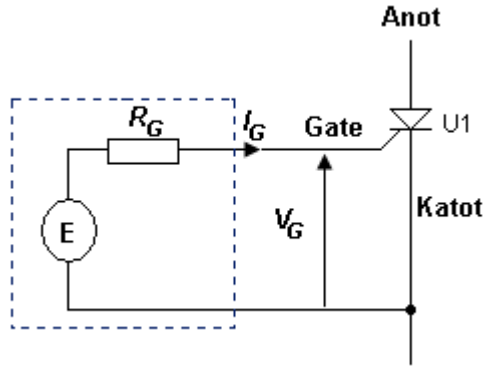 Anot
R_G
I_G
Gate
U1
E
V_G
Katot